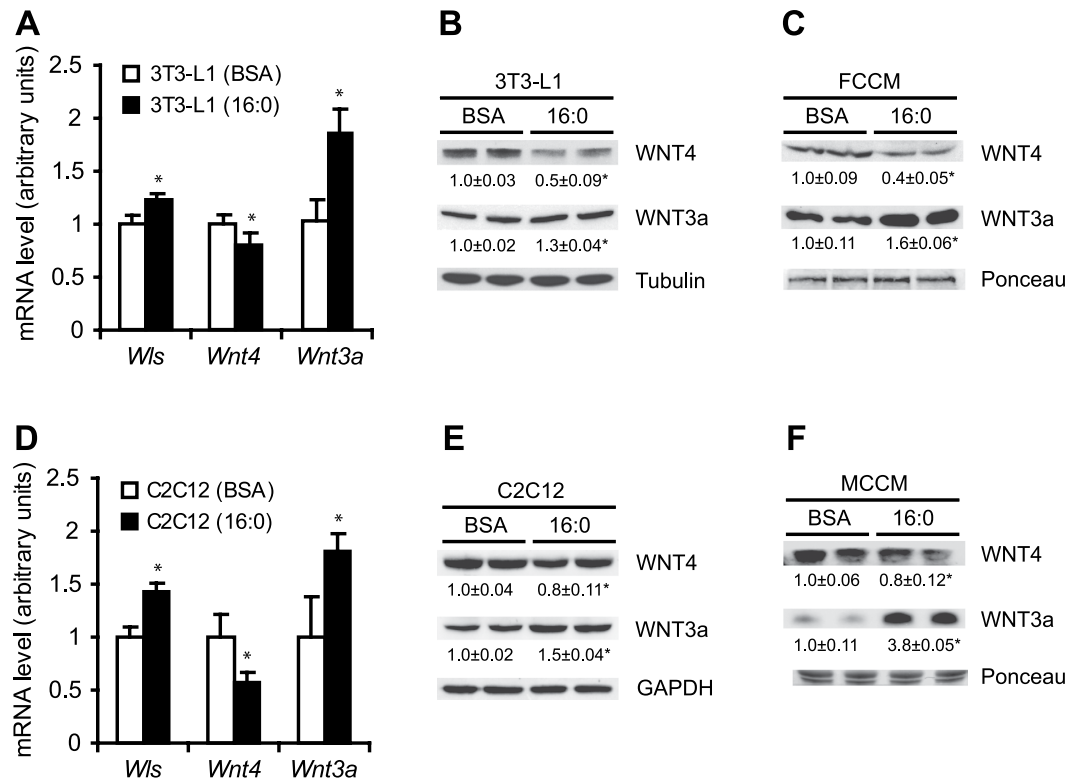 A
mRNA level (arbitrary units)
2.5
2
1.5
1
0.5
0
3T3-L1 (BSA)
3T3-L1 (16:0)
*
*
*
Wls Wnt4 Wnt3a
B
3T3-L1
BSA 16:0
WNT4
1.0±0.03 0.5±0.09*
WNT3a
1.0±0.02 1.3±0.04*
Tubulin
C
FCCM
BSA 16:0
WNT4
1.0±0.09 0.4±0.05*
WNT3a
1.0±0.11 1.6±0.06*
Ponceau
D
mRNA level (arbitrary units)
2.5
2
1.5
1
0.5
0
C2C12 (BSA)
C2C12 (16:0)
*
*
*
Wls Wnt4 Wnt3a
E
C2C12
BSA 16:0
WNT4
1.0±0.04 0.8±0.11*
WNT3a
1.0±0.02 1.5±0.04*
GAPDH
F
MCCM
BSA 16:0
WNT4
1.0±0.06 0.8±0.12*
WNT3a
1.0±0.11 3.8±0.05*
Ponceau